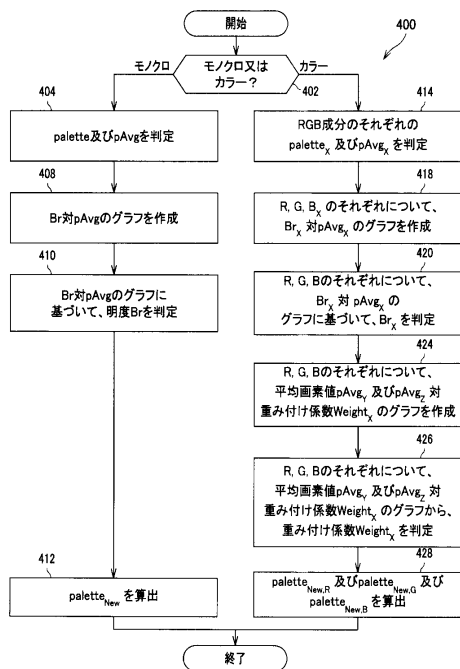 開始
400
モノクロ
モノクロ又は
カラー?
カラー
402
404
palette及びpAvgを判定
408
Br対pAvgのグラフを作成
410
Br対pAvgのグラフに
基づいて、明度Brを判定
412
paletteNew を算出
414
RGB成分のそれぞれの
paletteX 及びpAvgX を判定
418
R, G, BX のそれぞれについて、
BrX 対pAvgX のグラフを作成
420
R, G, Bのそれぞれについて、
BrX 対 pAvgX の
グラフに基づいて、BrX を判定
424
R, G, Bのそれぞれについて、
平均画素値pAvgY 及びpAvgZ 対
重み付け係数WeightX のグラフを作成
426
R, G, Bのそれぞれについて、
平均画素値pAvgY 及びpAvgZ 対
重み付け係数WeightX のグラフから、
重み付け係数WeightX を判定
428
paletteNew,R 及びpaletteNew,G 及び
paletteNew,B を算出
終了